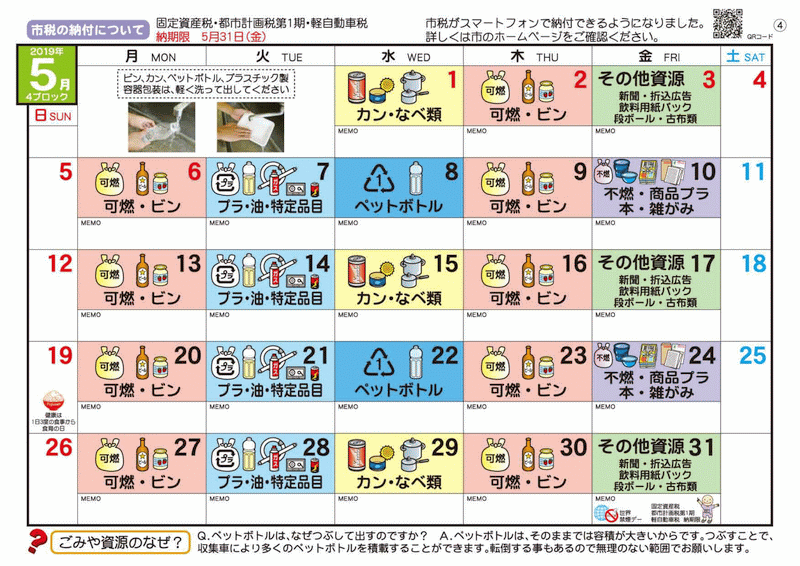 市税の納付について
固定資産税・都市計画税第1期・軽自動車税
納期限 5月31日(金)
市税がスマートフォンで納付できるようになりました。
詳しくは市のホームページをご確認ください。
QRコード
④
2019年
5月
4ブロック
日 SUN
月 MON
火 TUE
水 WED
木 THU
金 FRI
土 SAT
ビン、カン、ペットボトル、プラスチック製
容器包装は、軽く洗って出してください
1
カン・なべ類
MEMO
可燃
2
可燃・ビン
MEMO
その他資源 3
新聞・折込広告
飲料用紙パック
段ボール・古布類
MEMO
4
5
可燃
6
可燃・ビン
MEMO
プラ
7
プラ・油・特定品目
MEMO
1
8
ペットボトル
MEMO
可燃
9
可燃・ビン
MEMO
不燃
10
不燃・商品プラ
本・雑がみ
MEMO
11
12
可燃
13
可燃・ビン
MEMO
プラ
14
プラ・油・特定品目
MEMO
15
カン・なべ類
MEMO
可燃
16
可燃・ビン
MEMO
その他資源 17
新聞・折込広告
飲料用紙パック
段ボール・古布類
MEMO
18
19
健康は
1日3度の食事から
食育の日
可燃
20
可燃・ビン
MEMO
プラ
21
プラ・油・特定品目
MEMO
1
22
ペットボトル
MEMO
可燃
23
可燃・ビン
MEMO
不燃
24
不燃・商品プラ
本・雑がみ
MEMO
25
26
可燃
27
可燃・ビン
MEMO
プラ
28
プラ・油・特定品目
MEMO
29
カン・なべ類
MEMO
可燃
30
可燃・ビン
MEMO
その他資源 31
新聞・折込広告
飲料用紙パック
段ボール・古布類
MEMO
世界
禁煙デー
固定資産税
都市計画税第1期
軽自動車税 納期限
?
ごみや資源のなぜ?
Q.ペットボトルは、なぜつぶして出すのですか? A.ペットボトルは、そのままでは容積が大きいからです。つぶすことで、
収集車により多くのペットボトルを積載することができます。転倒する事もあるので無理のない範囲でお願いします。